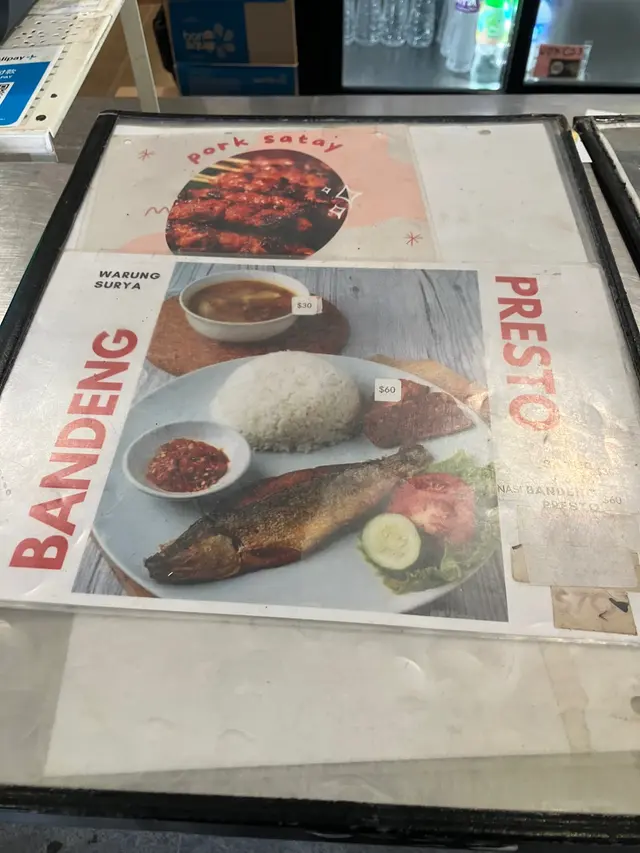 pork satay
WARUNG
SURYA
BANDENG
PRESTO
$30
$60
NASI BANDENG $60
PRESTO